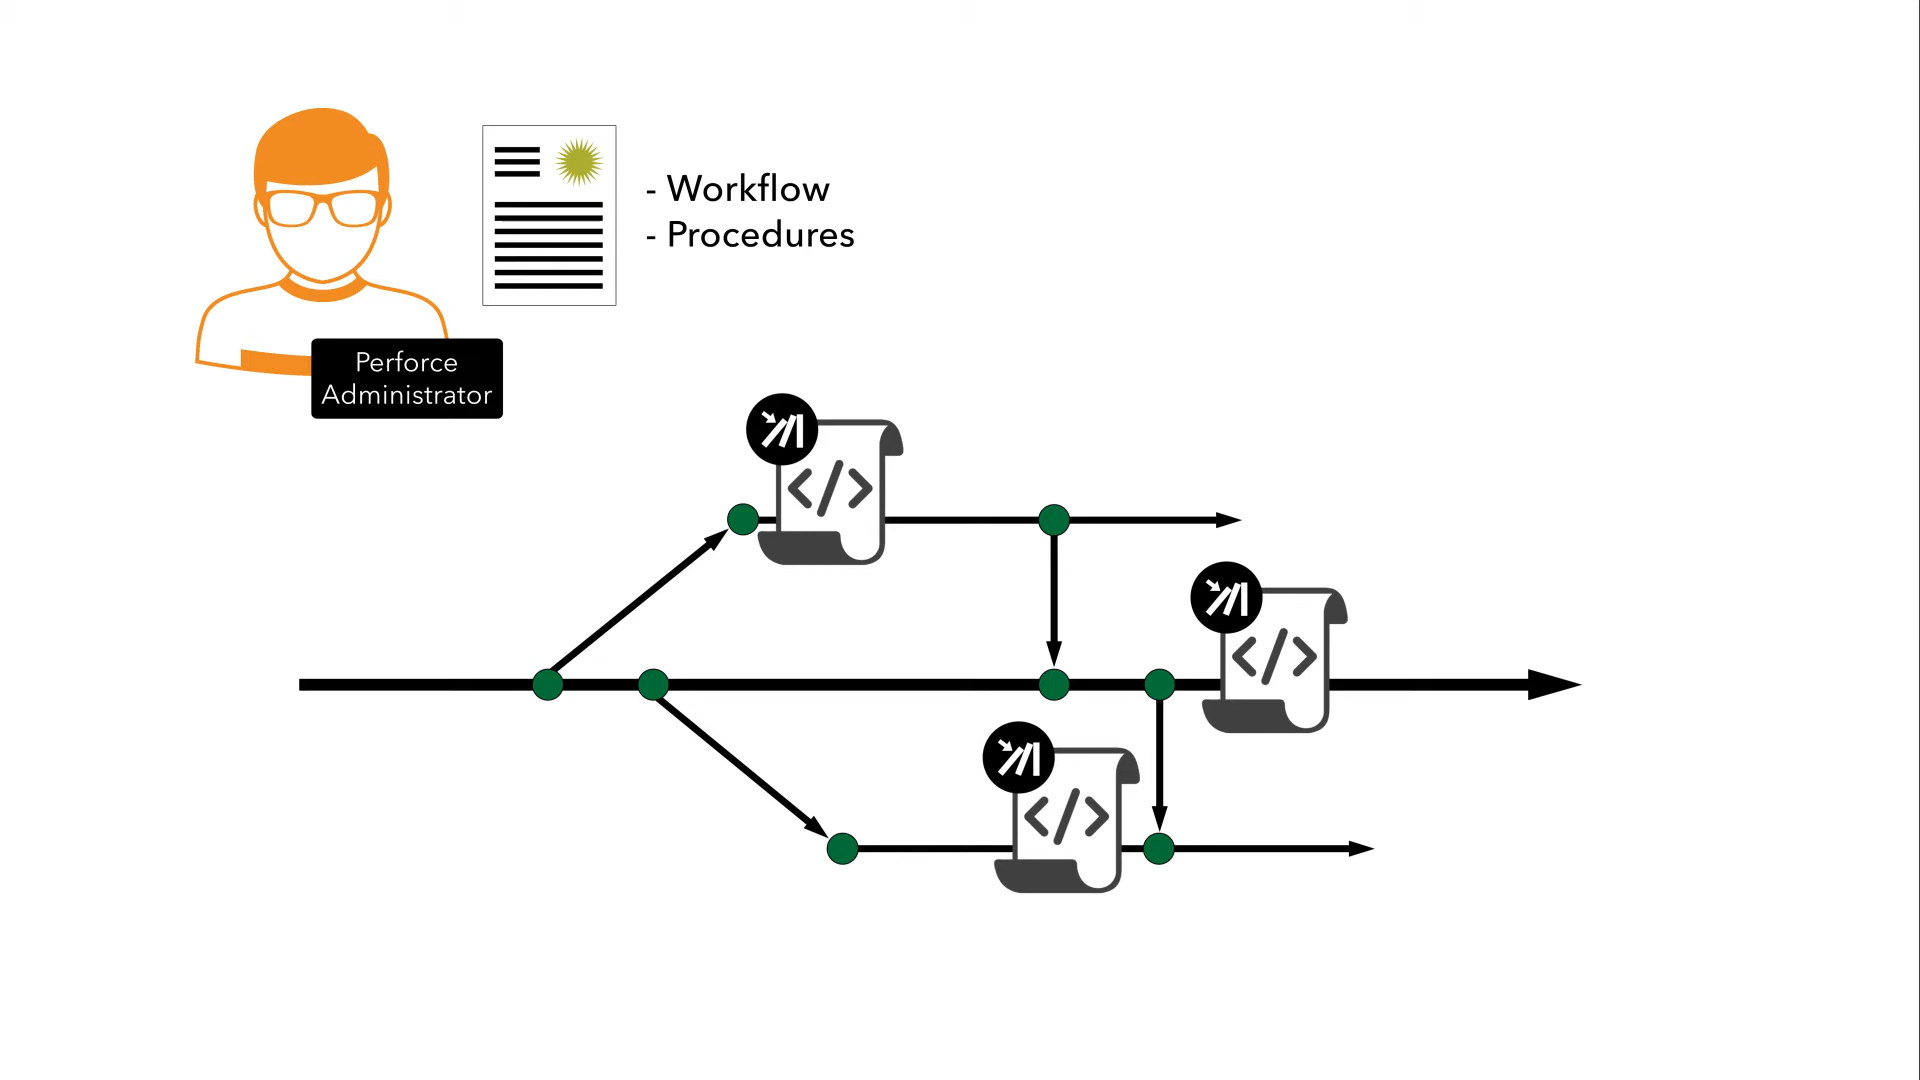 - Workflow
- Procedures
Perforce
Administrator
</>
</>
</>